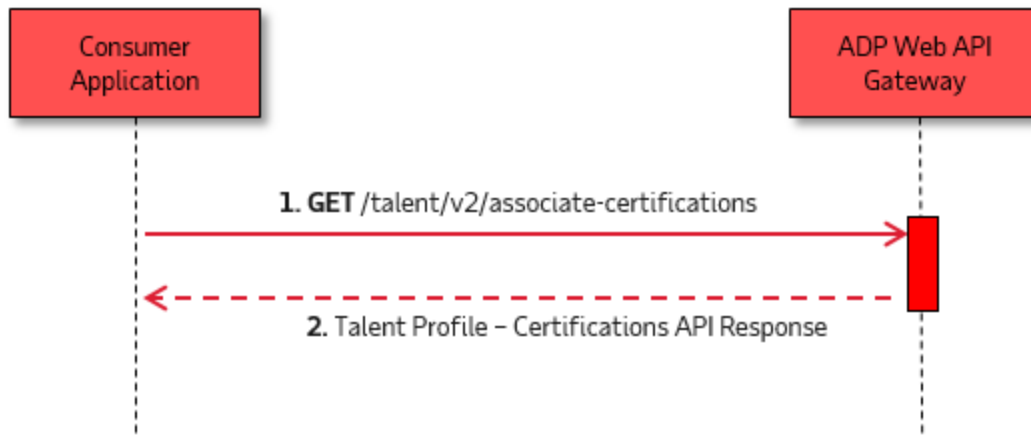 Consumer
Application
ADP Web API
Gateway
1. GET /talent/v2/associate-certifications
2. Talent Profile – Certifications API Response